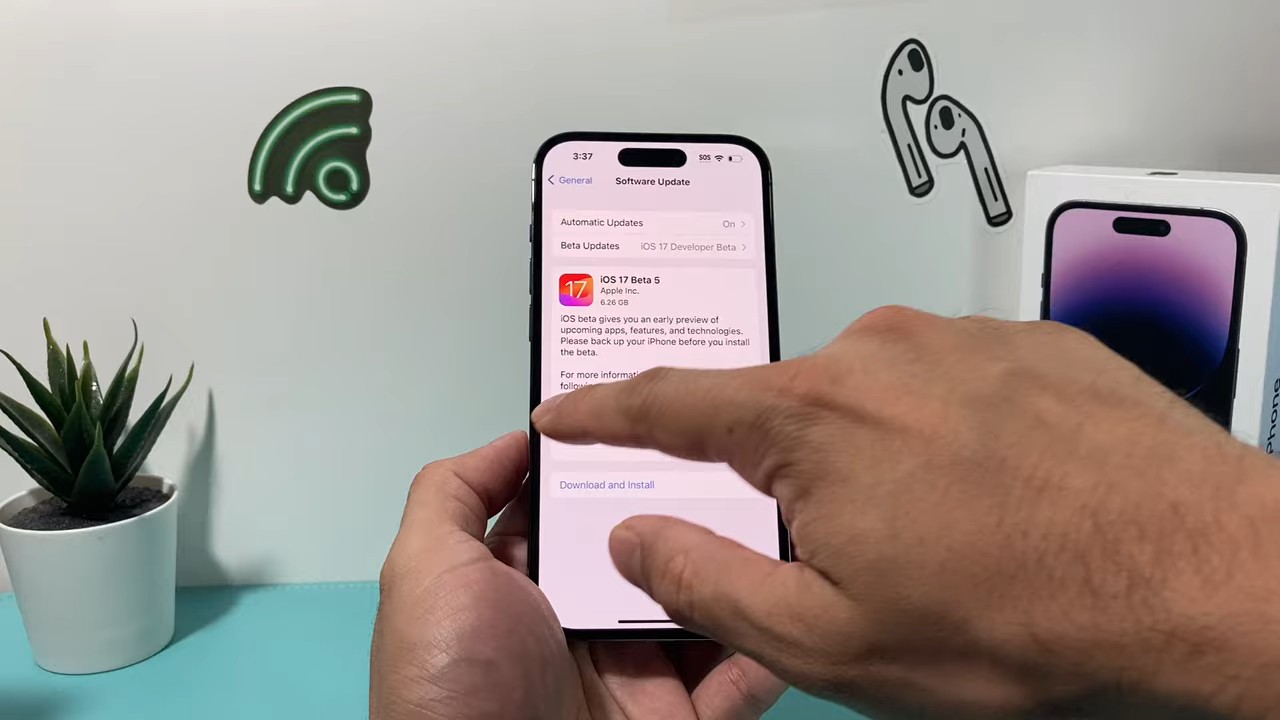 3:37
SOS
General
Software Update
Automatic Updates On
Beta Updates iOS 17 Developer Beta
17
iOS 17 Beta 5
Apple Inc.
6.26 GB
iOS beta gives you an early preview of
upcoming apps, features, and technologies.
Please back up your iPhone before you install
the beta.
For more
Download and Install
iPhone